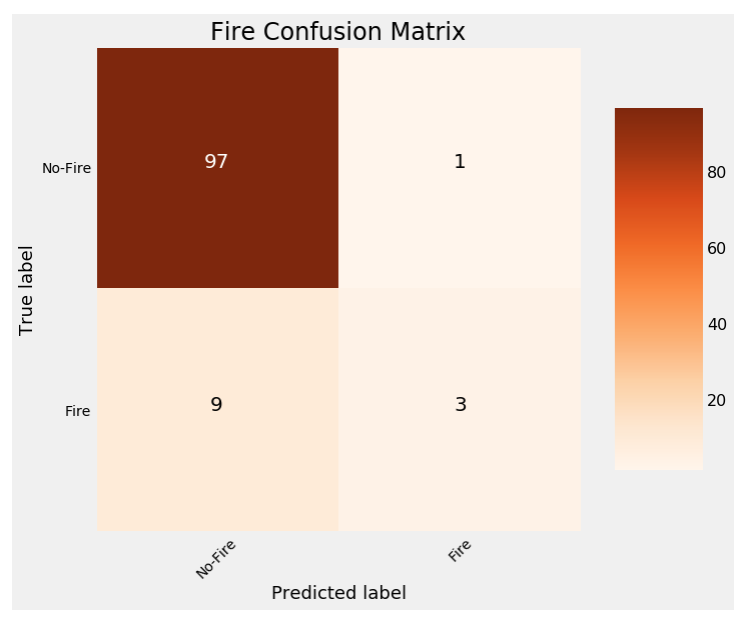 Fire Confusion Matrix
No-Fire
97
1
80
60
True label
40
Fire
9
3
20
No-Fire
Fire
Predicted label